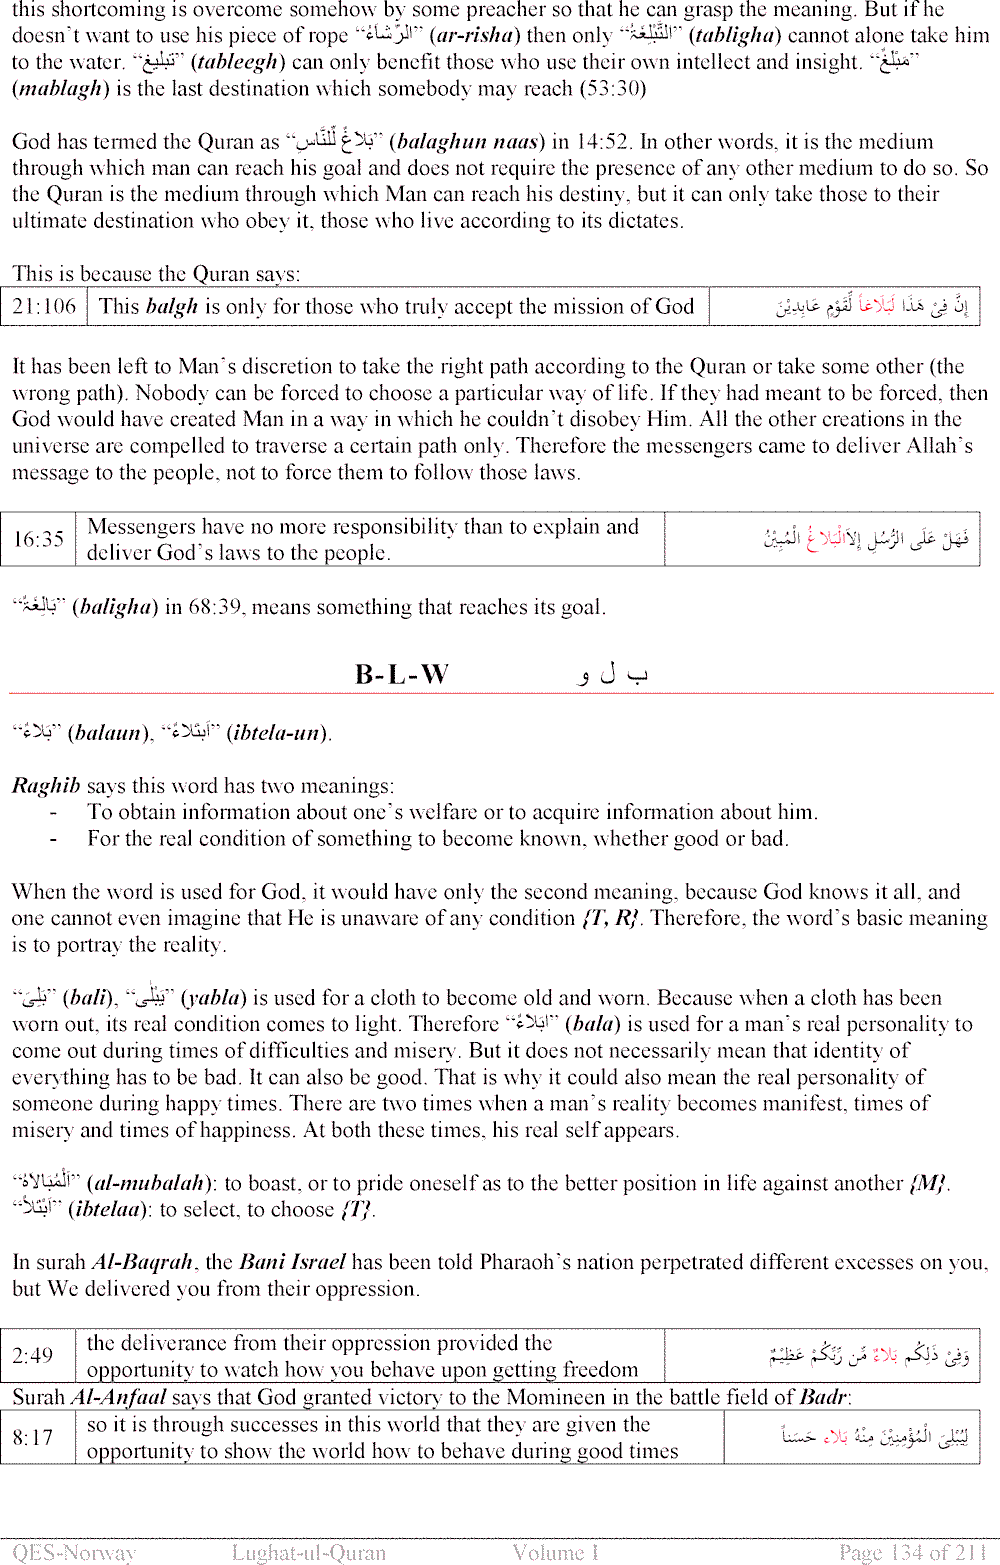 this shortcoming is overcome somehow by some preacher so that he can grasp the meaning. But if he
doesn't want to use his piece of rope “الرِّشَاءُ” (ar-risha) then only “التَّبْلِغَةُ” (tabligha) cannot alone take him
to the water. “تَبْلِيغ” (tableegh) can only benefit those who use their own intellect and insight. “مَبْلَغٌ”
(mablagh) is the last destination which somebody may reach (53:30)
God has termed the Quran as “بَلَاغٌ لِّلنَّاسِ” (balaghun naas) in 14:52. In other words, it is the medium
through which man can reach his goal and does not require the presence of any other medium to do so. So
the Quran is the medium through which Man can reach his destiny, but it can only take those to their
ultimate destination who obey it, those who live according to its dictates.
This is because the Quran says:
21:106 This balgh is only for those who truly accept the mission of God إِنَّ فِىْ هَذَا لَبَلَاغاً لِّقَوْمٍ عَابِدِيْنَ
It has been left to Man's discretion to take the right path according to the Quran or take some other (the
wrong path). Nobody can be forced to choose a particular way of life. If they had meant to be forced, then
God would have created Man in a way in which he couldn't disobey Him. All the other creations in the
universe are compelled to traverse a certain path only. Therefore the messengers came to deliver Allah's
message to the people, not to force them to follow those laws.
16:35 Messengers have no more responsibility than to explain and فَهَلْ عَلَى الرُّسُلِ إِلاَّ الْبَلاَغُ الْمُبِيْنُ
deliver God's laws to the people.
“بَالِغَةٌ” (baligha) in 68:39, means something that reaches its goal.
B-L-W ب ل و
“بَلاَءٌ” (balaun), “اَبتَلاَءٌ” (ibtela-un).
Raghib says this word has two meanings:
- To obtain information about one's welfare or to acquire information about him.
- For the real condition of something to become known, whether good or bad.
When the word is used for God, it would have only the second meaning, because God knows it all, and
one cannot even imagine that He is unaware of any condition {T, R}. Therefore, the word's basic meaning
is to portray the reality.
“بَلِىَ” (bali), “يَبْلٰى” (yabla) is used for a cloth to become old and worn. Because when a cloth has been
worn out, its real condition comes to light. Therefore “ابَلاَءُ” (bala) is used for a man's real personality to
come out during times of difficulties and misery. But it does not necessarily mean that identity of
everything has to be bad. It can also be good. That is why it could also mean the real personality of
someone during happy times. There are two times when a man's reality becomes manifest, times of
misery and times of happiness. At both these times, his real self appears.
“اَلْمُبَالاَهُ” (al-mubalah): to boast, or to pride oneself as to the better position in life against another {M}.
“اَبْتَلاَ” (ibtelaa): to select, to choose {T}.
In surah Al-Baqrah, the Bani Israel has been told Pharaoh's nation perpetrated different excesses on you,
but We delivered you from their oppression.
2:49 the deliverance from their oppression provided the وَفِىْ ذَلِكُم بَلاَءٌ مِّن رَّبِّكُمْ عَظِيْمٌ
opportunity to watch how you behave upon getting freedom
Surah Al-Anfaal says that God granted victory to the Momineen in the battle field of Badr:
8:17 so it is through successes in this world that they are given the لِيُبْلِىَ الْمُؤْمِنِيْنَ مِنْهُ بَلاَءِ حَسَناً
opportunity to show the world how to behave during good times
QES-Norway Lughat-ul-Quran Volume 1 Page 134 of 211